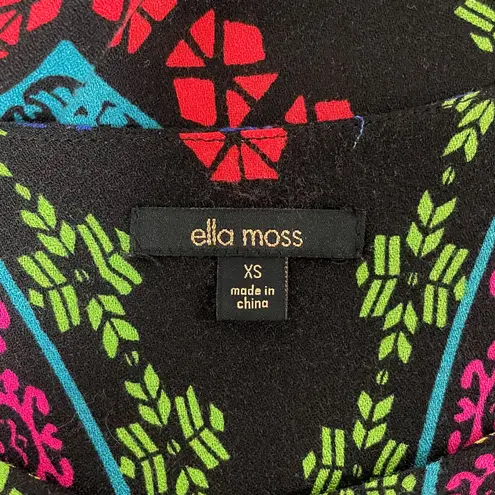 ella moss
XS
made in
china